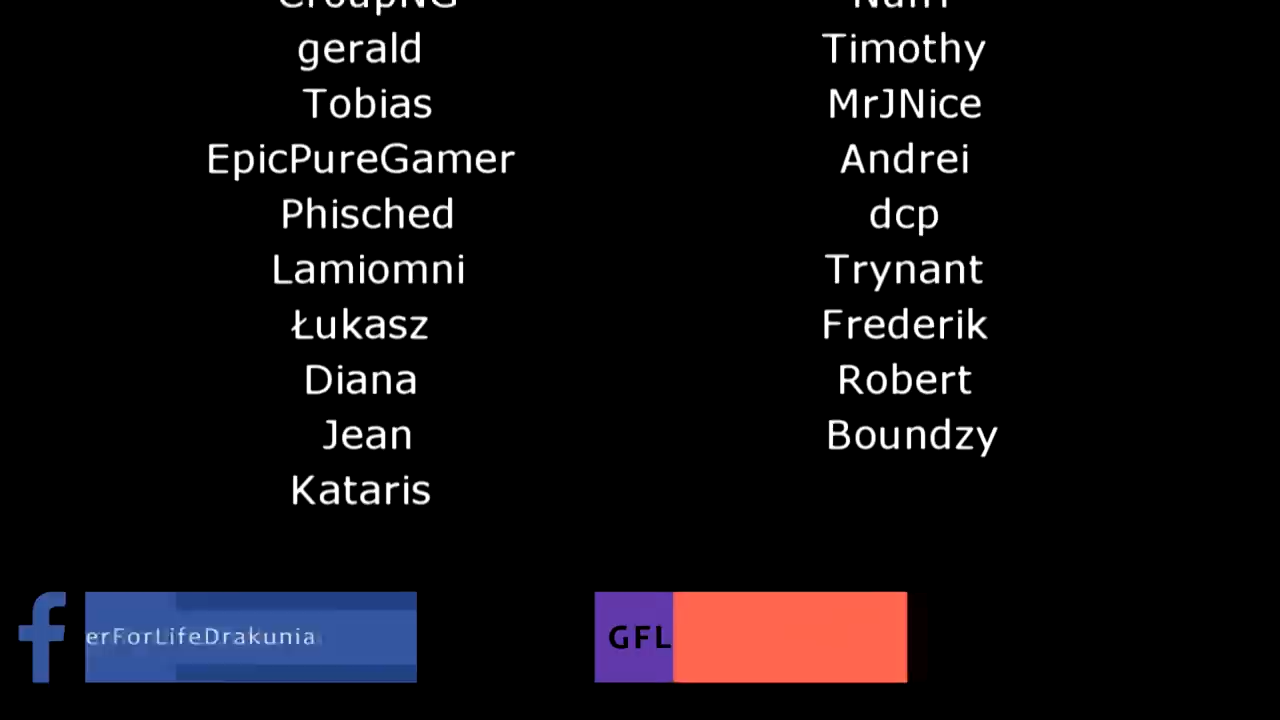 gerald
Tobias
EpicPureGamer
Phisched
Lamiomni
Łukasz
Diana
Jean
Kataris
Timothy
MrJNice
Andrei
dcp
Trynant
Frederik
Robert
Boundzy
erForLifeDrakunia
GFL